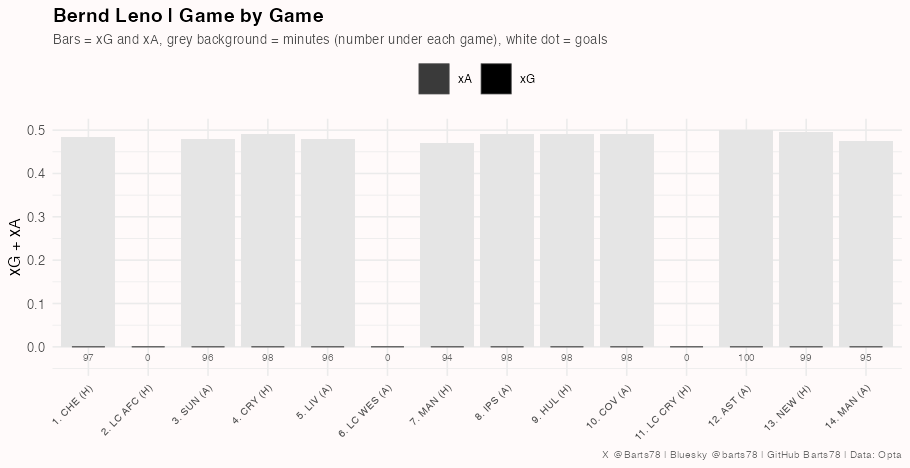 Bernd Leno | Game by Game
Bars = xG and xA, grey background = minutes (number under each game), white dot = goals
xA xG
xG + xA
0.5
0.4
0.3
0.2
0.1
0.0
97 0 96 98 96 0 94 98 98 98 0 100 99 95
1. CHE (H)
2. LC AFC (H)
3. SUN (A)
4. CRY (H)
5. LIV (A)
6. LC WES (A)
7. MAN (H)
8. IPS (A)
9. HUL (H)
10. COV (A)
11. LC CRY (H)
12. AST (A)
13. NEW (H)
14. MAN (A)
X @Barts78 | Bluesky @barts78 | GitHub Barts78 | Data: Opta